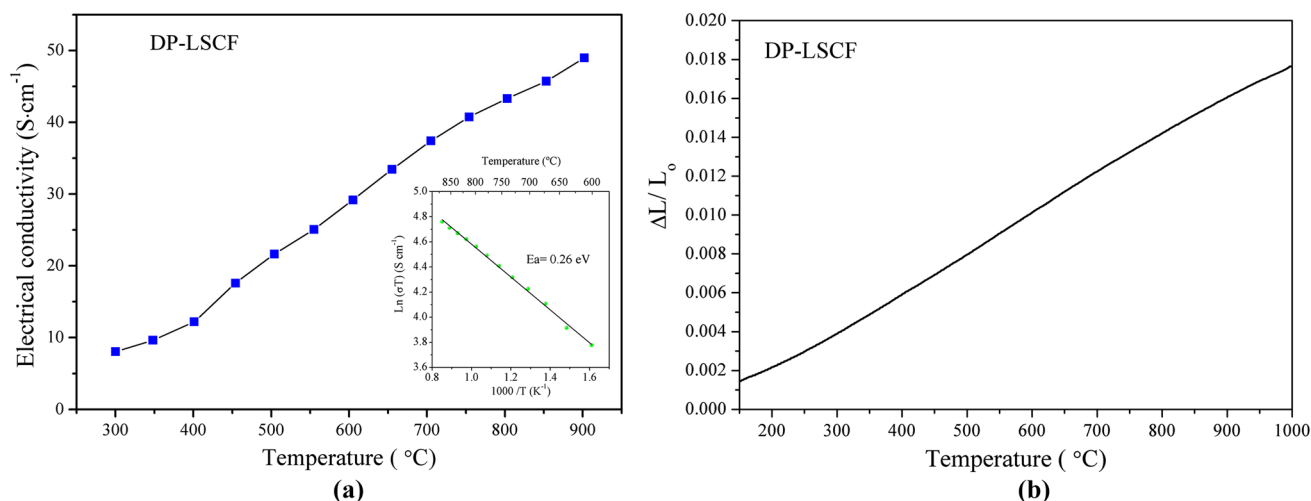 DP-LSCF
Electrical conductivity (S·cm⁻¹)
50
40
30
20
10
0
300 400 500 600 700 800 900
Temperature ( °C)
(a)
Temperature (°C)
850 800 750 700 650 600
Ln (σT) (S cm⁻¹)
5.0
4.8
4.6
4.4
4.2
4.0
3.8
3.6
Ea= 0.26 eV
0.8 1.0 1.2 1.4 1.6
1000 /T (K⁻¹)
DP-LSCF
ΔL/ Lₒ
0.020
0.018
0.016
0.014
0.012
0.010
0.008
0.006
0.004
0.002
0.000
200 300 400 500 600 700 800 900 1000
Temperature ( °C)
(b)